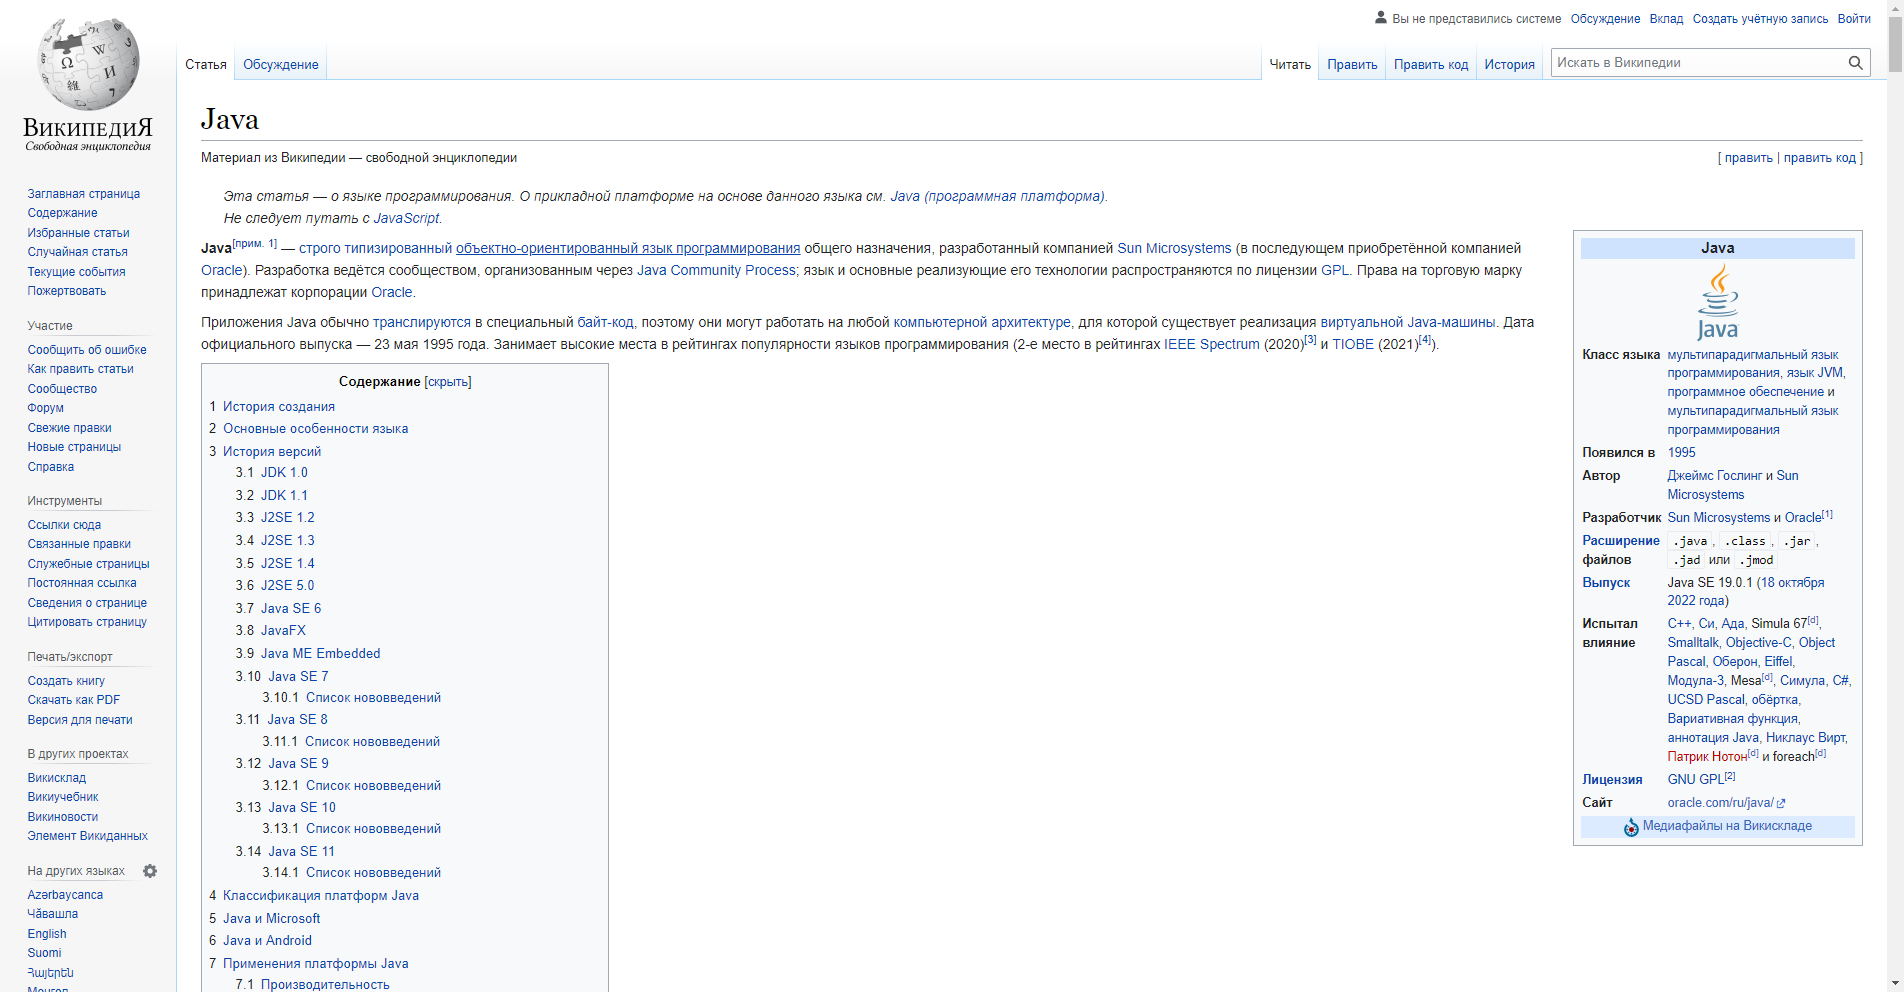 Вы не представились системе Обсуждение Вклад Создать учётную запись Войти
Статья Обсуждение Читать Править Править код История Искать в Википедии
ВИКИПЕДИЯ
Свободная энциклопедия
Заглавная страница
Содержание
Избранные статьи
Случайная статья
Текущие события
Пожертвовать
Участие
Сообщить об ошибке
Как править статьи
Сообщество
Форум
Свежие правки
Новые страницы
Справка
Инструменты
Ссылки сюда
Связанные правки
Служебные страницы
Постоянная ссылка
Сведения о странице
Цитировать страницу
Печать/экспорт
Создать книгу
Скачать как PDF
Версия для печати
В других проектах
Викисклад
Викиучебник
Викиновости
Элемент Викиданных
На других языках
Azərbaycanca
Чӑвашла
English
Suomi
Հայերեն
Монгол
Java
Материал из Википедии — свободной энциклопедии
[ править | править код ]
Эта статья — о языке программирования. О прикладной платформе на основе данного языка см. Java (программная платформа).
Не следует путать с JavaScript.
Java[прим. 1] — строго типизированный объектно-ориентированный язык программирования общего назначения, разработанный компанией Sun Microsystems (в последующем приобретённой компанией
Oracle). Разработка ведётся сообществом, организованным через Java Community Process; язык и основные реализующие его технологии распространяются по лицензии GPL. Права на торговую марку
принадлежат корпорации Oracle.
Приложения Java обычно транслируются в специальный байт-код, поэтому они могут работать на любой компьютерной архитектуре, для которой существует реализация виртуальной Java-машины. Дата
официального выпуска — 23 мая 1995 года. Занимает высокие места в рейтингах популярности языков программирования (2-е место в рейтингах IEEE Spectrum (2020)[3] и TIOBE (2021)[4]).
Содержание [скрыть]
1 История создания
2 Основные особенности языка
3 История версий
3.1 JDK 1.0
3.2 JDK 1.1
3.3 J2SE 1.2
3.4 J2SE 1.3
3.5 J2SE 1.4
3.6 J2SE 5.0
3.7 Java SE 6
3.8 JavaFX
3.9 Java ME Embedded
3.10 Java SE 7
3.10.1 Список нововведений
3.11 Java SE 8
3.11.1 Список нововведений
3.12 Java SE 9
3.12.1 Список нововведений
3.13 Java SE 10
3.13.1 Список нововведений
3.14 Java SE 11
3.14.1 Список нововведений
4 Классификация платформ Java
5 Java и Microsoft
6 Java и Android
7 Применения платформы Java
7.1 Производительность
Java
Java
Класс языка мультипарадигмальный язык
программирования, язык JVM,
программное обеспечение и
мультипарадигмальный язык
программирования
Появился в 1995
Автор Джеймс Гослинг и Sun
Microsystems
Разработчик Sun Microsystems и Oracle[1]
Расширение .java, .class, .jar,
файлов .jad или .jmod
Выпуск Java SE 19.0.1 (18 октября
2022 года)
Испытал C++, Си, Ада, Simula 67[d],
влияние Smalltalk, Objective-C, Object
Pascal, Оберон, Eiffel,
Модула-3, Mesa[d], Симула, C#,
UCSD Pascal, обёртка,
Вариативная функция,
аннотация Java, Никлаус Вирт,
Патрик Нотон[d] и foreach[d]
Лицензия GNU GPL[2]
Сайт oracle.com/ru/java/
Медиафайлы на Викискладе